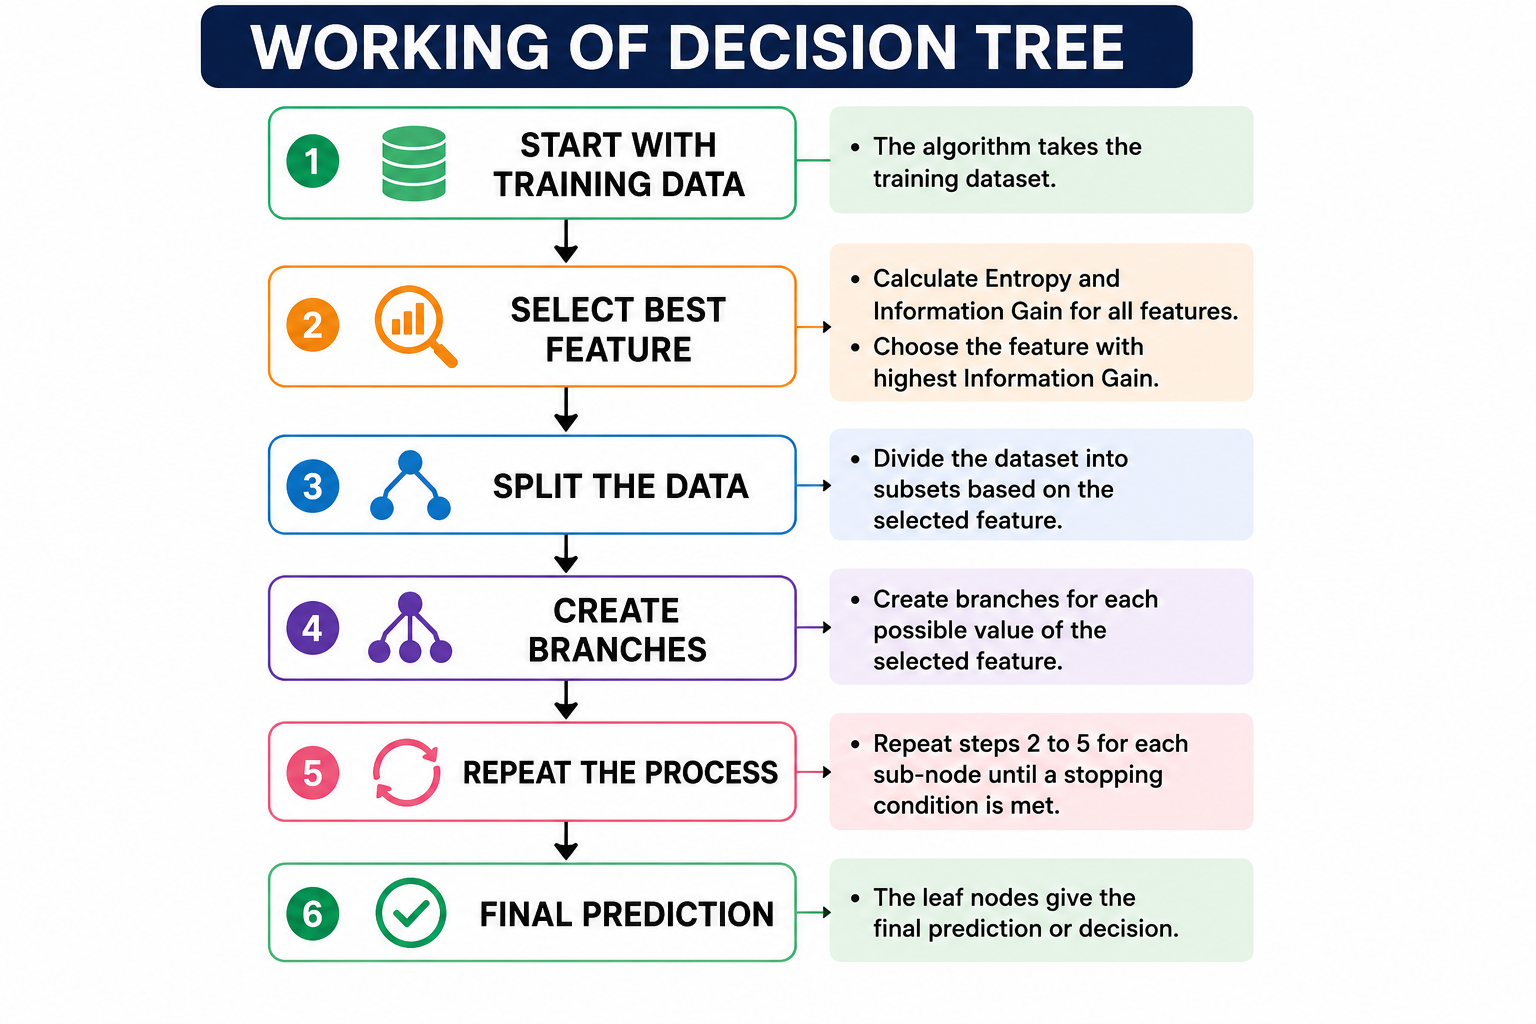 WORKING OF DECISION TREE
1
START WITH
TRAINING DATA
• The algorithm takes the
training dataset.
2
SELECT BEST
FEATURE
• Calculate Entropy and
Information Gain for all features.
• Choose the feature with
highest Information Gain.
3
SPLIT THE DATA
• Divide the dataset into
subsets based on the
selected feature.
4
CREATE
BRANCHES
• Create branches for each
possible value of the
selected feature.
5
REPEAT THE PROCESS
• Repeat steps 2 to 5 for each
sub-node until a stopping
condition is met.
6
FINAL PREDICTION
• The leaf nodes give the
final prediction or decision.